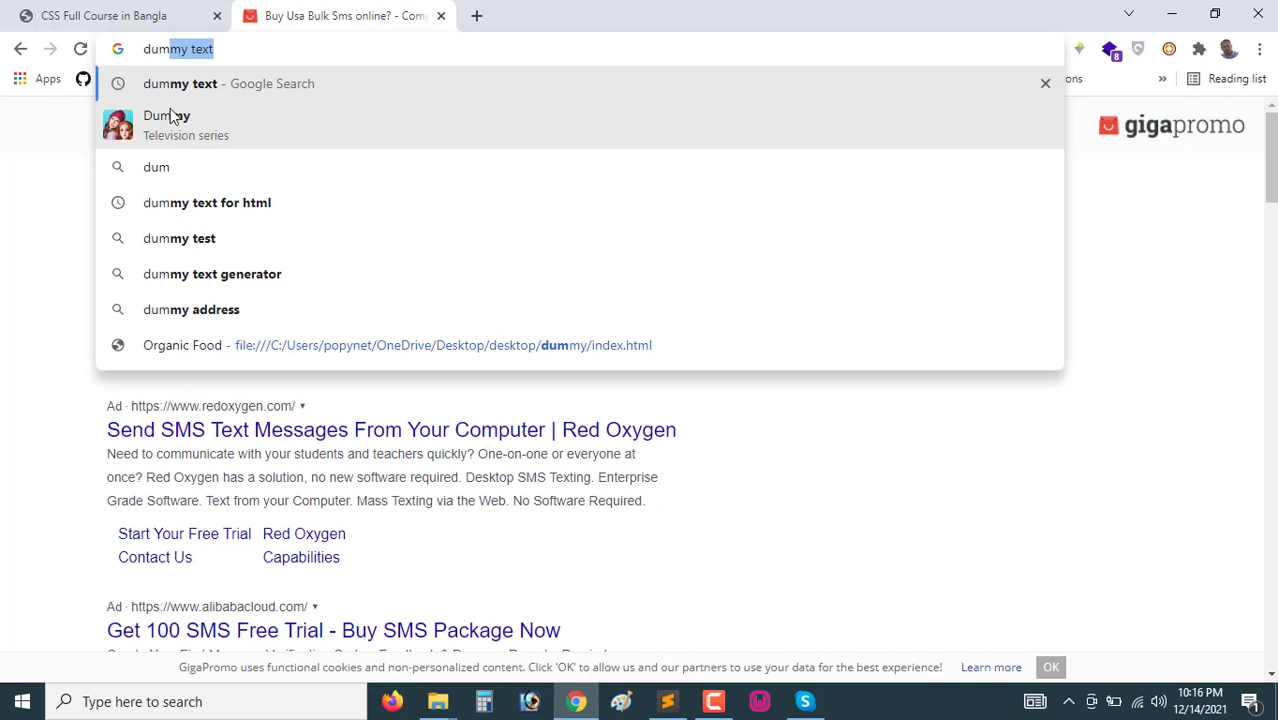 CSS Full Course in Bangla
Buy Usa Bulk Sms online? - Com
dummy text
Apps
ons
»
Reading list
8
dummy text - Google Search
Dummy
Television series
dum
dummy text for html
dummy test
dummy text generator
dummy address
Organic Food - file:///C:/Users/popynet/OneDrive/Desktop/desktop/dummy/index.html
gigapromo
Ad · https://www.redoxygen.com/
Send SMS Text Messages From Your Computer | Red Oxygen
Need to communicate with your students and teachers quickly? One-on-one or everyone at
once? Red Oxygen has a solution, no new software required. Desktop SMS Texting. Enterprise
Grade Software. Text from your Computer. Mass Texting via the Web. No Software Required.
Start Your Free Trial Red Oxygen
Contact Us Capabilities
Ad · https://www.alibabacloud.com/
Get 100 SMS Free Trial - Buy SMS Package Now
GigaPromo uses functional cookies and non-personalized content. Click 'OK' to allow us and our partners to use your data for the best experience! Learn more OK
Type here to search
10:16 PM
12/14/2021
1